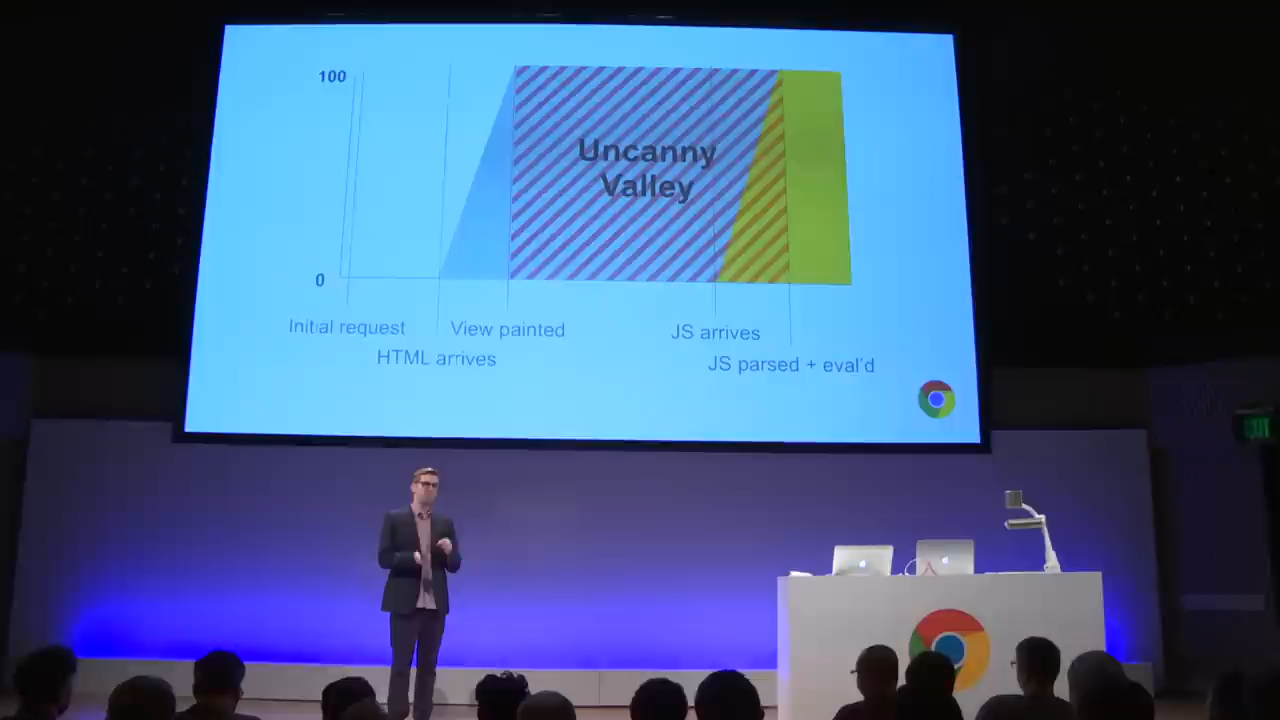 100
Uncanny
Valley
0
Initial request
View painted
JS arrives
HTML arrives
JS parsed + eval'd